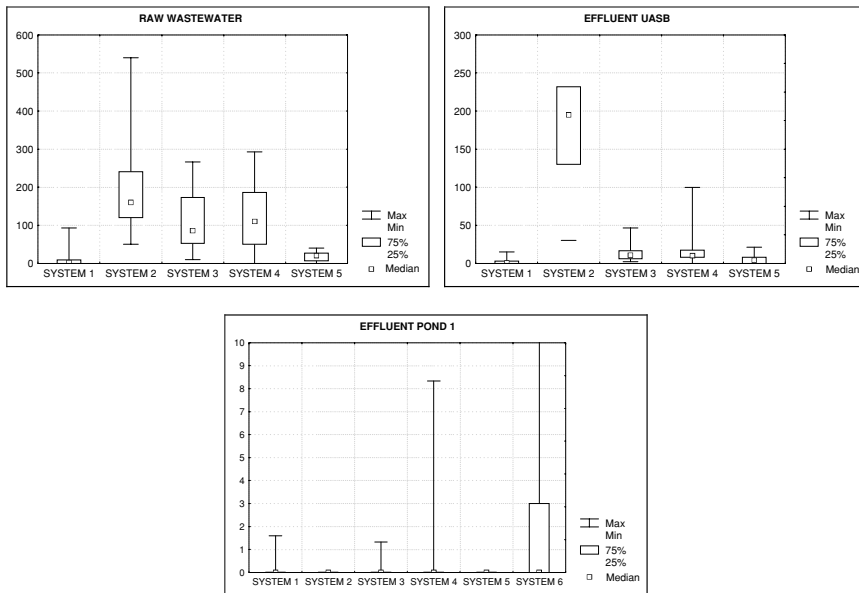 RAW WASTEWATER
600
500
400
300
200
100
0
SYSTEM 1 SYSTEM 2 SYSTEM 3 SYSTEM 4 SYSTEM 5
Max
Min
75%
25%
Median
EFFLUENT UASB
300
250
200
150
100
50
0
SYSTEM 1 SYSTEM 2 SYSTEM 3 SYSTEM 4 SYSTEM 5
Max
Min
75%
25%
Median
EFFLUENT POND 1
10
9
8
7
6
5
4
3
2
1
0
SYSTEM 1 SYSTEM 2 SYSTEM 3 SYSTEM 4 SYSTEM 5 SYSTEM 6
Max
Min
75%
25%
Median